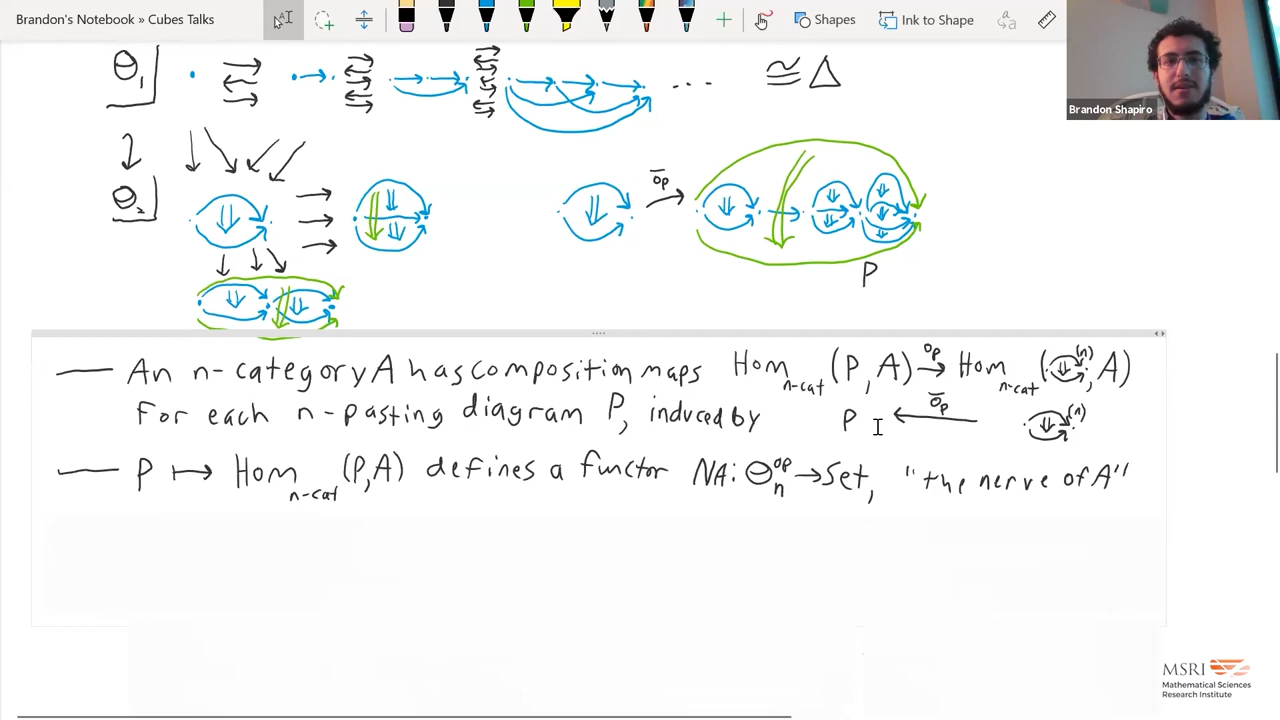 Brandon's Notebook » Cubes Talks
Shapes
Ink to Shape
Brandon Shapiro
Θ₁ ... ≅ Δ
Θ₂
op
P
An n-category A has composition maps Hom n-cat (P, A) op → Hom n-cat ( (n), A)
For each n-pasting diagram P, induced by P ← op (n)
P ↦ Hom n-cat (P, A) defines a functor NA: Θₙᵒᵖ → Set, "the nerve of A"
MSRI
Mathematical Sciences
Research Institute